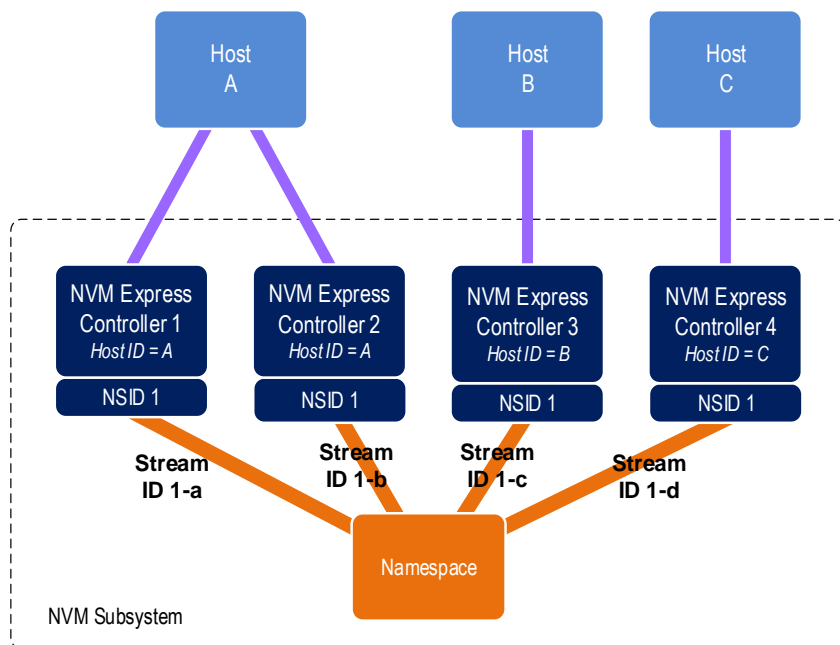 Host
A
Host
B
Host
C
NVM Express
Controller 1
Host ID = A
NVM Express
Controller 2
Host ID = A
NVM Express
Controller 3
Host ID = B
NVM Express
Controller 4
Host ID = C
NSID 1
NSID 1
NSID 1
NSID 1
Stream
ID 1-a
Stream
ID 1-b
Stream
ID 1-c
Stream
ID 1-d
Namespace
NVM Subsystem